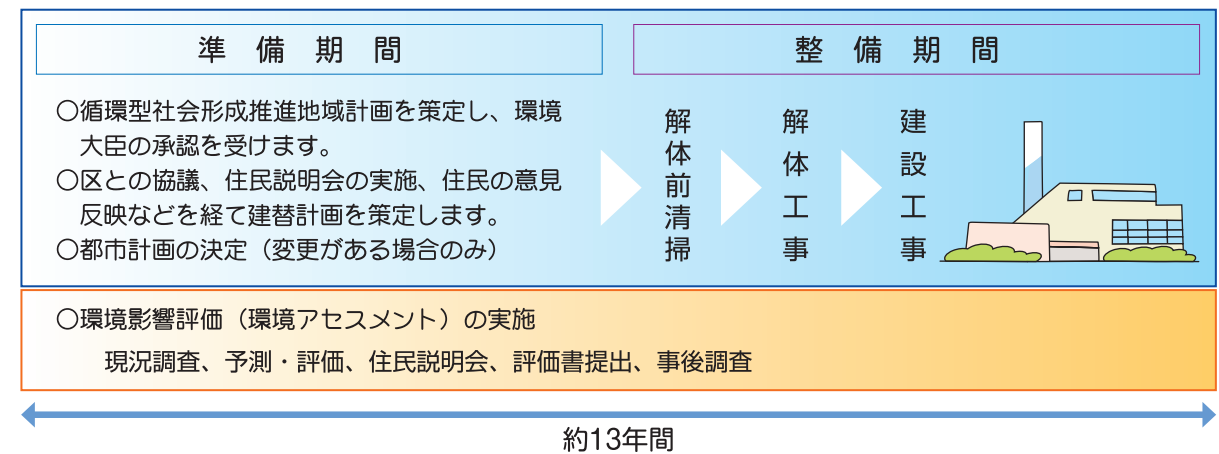 準備期間
整備期間
〇循環型社会形成推進地域計画を策定し、環境
大臣の承認を受けます。
〇区との協議、住民説明会の実施、住民の意見
反映などを経て建替計画を策定します。
〇都市計画の決定（変更がある場合のみ）
解体前清掃
解体工事
建設工事
〇環境影響評価（環境アセスメント）の実施
現況調査、予測・評価、住民説明会、評価書提出、事後調査
約13年間